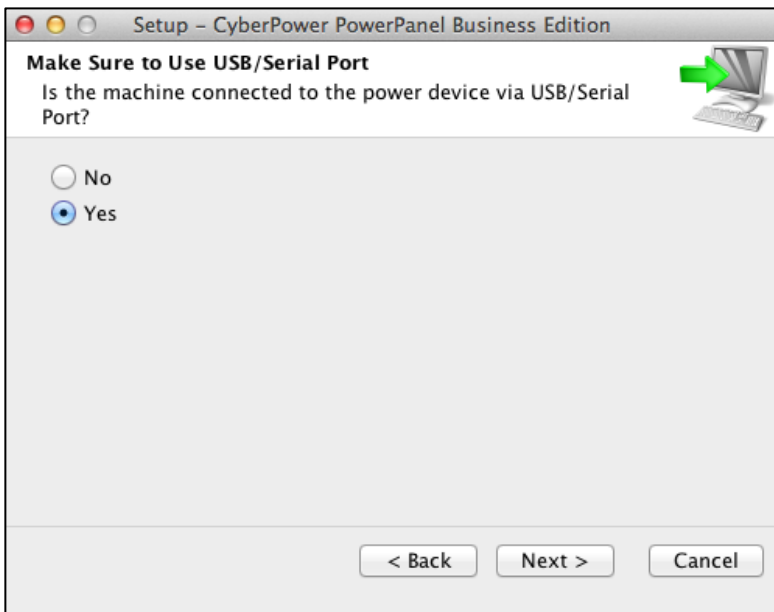 Setup – CyberPower PowerPanel Business Edition
Make Sure to Use USB/Serial Port
Is the machine connected to the power device via USB/Serial
Port?
No
Yes
< Back Next > Cancel